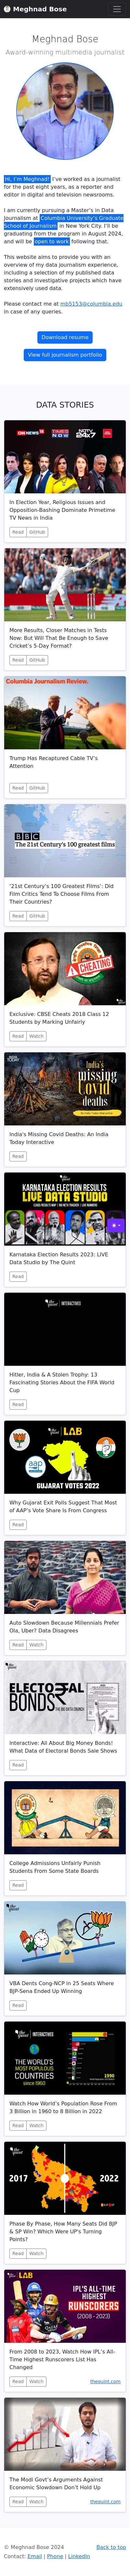 Meghnad Bose
Meghnad Bose
Award-winning multimedia journalist
Hi, I'm Meghnad! I've worked as a journalist
for the past eight years, as a reporter and
editor in digital and television newsrooms.
I am currently pursuing a Master's in Data
Journalism at Columbia University's Graduate
School of Journalism in New York City. I'll be
graduating from the program in August 2024,
and will be open to work following that.
This website aims to provide you with an
overview of my data journalism experience,
including a selection of my published data
stories and investigative projects which have
extensively used data.
Please contact me at mb5153@columbia.edu
in case of any queries.
Download resume
View full journalism portfolio
DATA STORIES
CNN NEWS 18
TIMES NOW
NDTV 24x7
In Election Year, Religious Issues and
Opposition-Bashing Dominate Primetime
TV News in India
Read GitHub
More Results, Closer Matches in Tests
Now: But Will That Be Enough to Save
Cricket's 5-Day Format?
Read GitHub
Columbia Journalism Review.
Trump Has Recaptured Cable TV's
Attention
Read GitHub
BBC
The 21st Century's 100 greatest films
'21st Century's 100 Greatest Films': Did
Film Critics Tend To Choose Films From
Their Countries?
Read GitHub
CHEATING
Exclusive: CBSE Cheats 2018 Class 12
Students by Marking Unfairly
Read Watch
India's
missing
covid
deaths
India's Missing Covid Deaths: An India
Today Interactive
Read
KARNATAKA ELECTION RESULTS
LIVE DATA STUDIO
Karnataka Election Results 2023: LIVE
Data Studio by The Quint
Read
INTERACTIVES
Hitler, India & A Stolen Trophy: 13
Fascinating Stories About the FIFA World
Cup
Read
LAB
aap
Why Gujarat Exit Polls Suggest That Most
of AAP's Vote Share Is From Congress
Read
Auto Slowdown Because Millennials Prefer
Ola, Uber? Data Disagrees
Read Watch
ELECTORAL
BONDS
Interactive: All About Big Money Bonds!
What Data of Electoral Bonds Sale Shows
Read
College Admissions Unfairly Punish
Students From Some State Boards
Read
VBA Dents Cong-NCP in 25 Seats Where
BJP-Sena Ended Up Winning
Read
INTERACTIVES
THE WORLD'S
MOST POPULOUS
COUNTRIES
SINCE 1960
1990
Watch How World's Population Rose From
3 Billion in 1960 to 8 Billion in 2022
Read Watch
2017 2022
Phase By Phase, How Many Seats Did BJP
& SP Win? Which Were UP's Turning
Points?
Read Watch
IPL'S ALL-TIME
HIGHEST
RUNSCORERS
(2008-2023)
From 2008 to 2023, Watch How IPL's All-
Time Highest Runscorers List Has
Changed
Read Watch thequint.com
The Modi Govt's Arguments Against
Economic Slowdown Don't Hold Up
Read Watch thequint.com
© Meghnad Bose 2024 Back to top
Contact: Email | Phone | LinkedIn